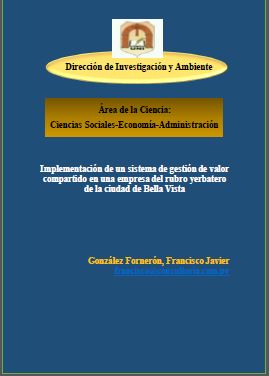 Dirección de Investigación y Ambiente
Área de la Ciencia:
Ciencias Sociales-Economía-Administración
Implementación de un sistema de gestión de valor
compartido en una empresa del rubro yerbatero
de la ciudad de Bella Vista
González Fornerón, Francisco Javier